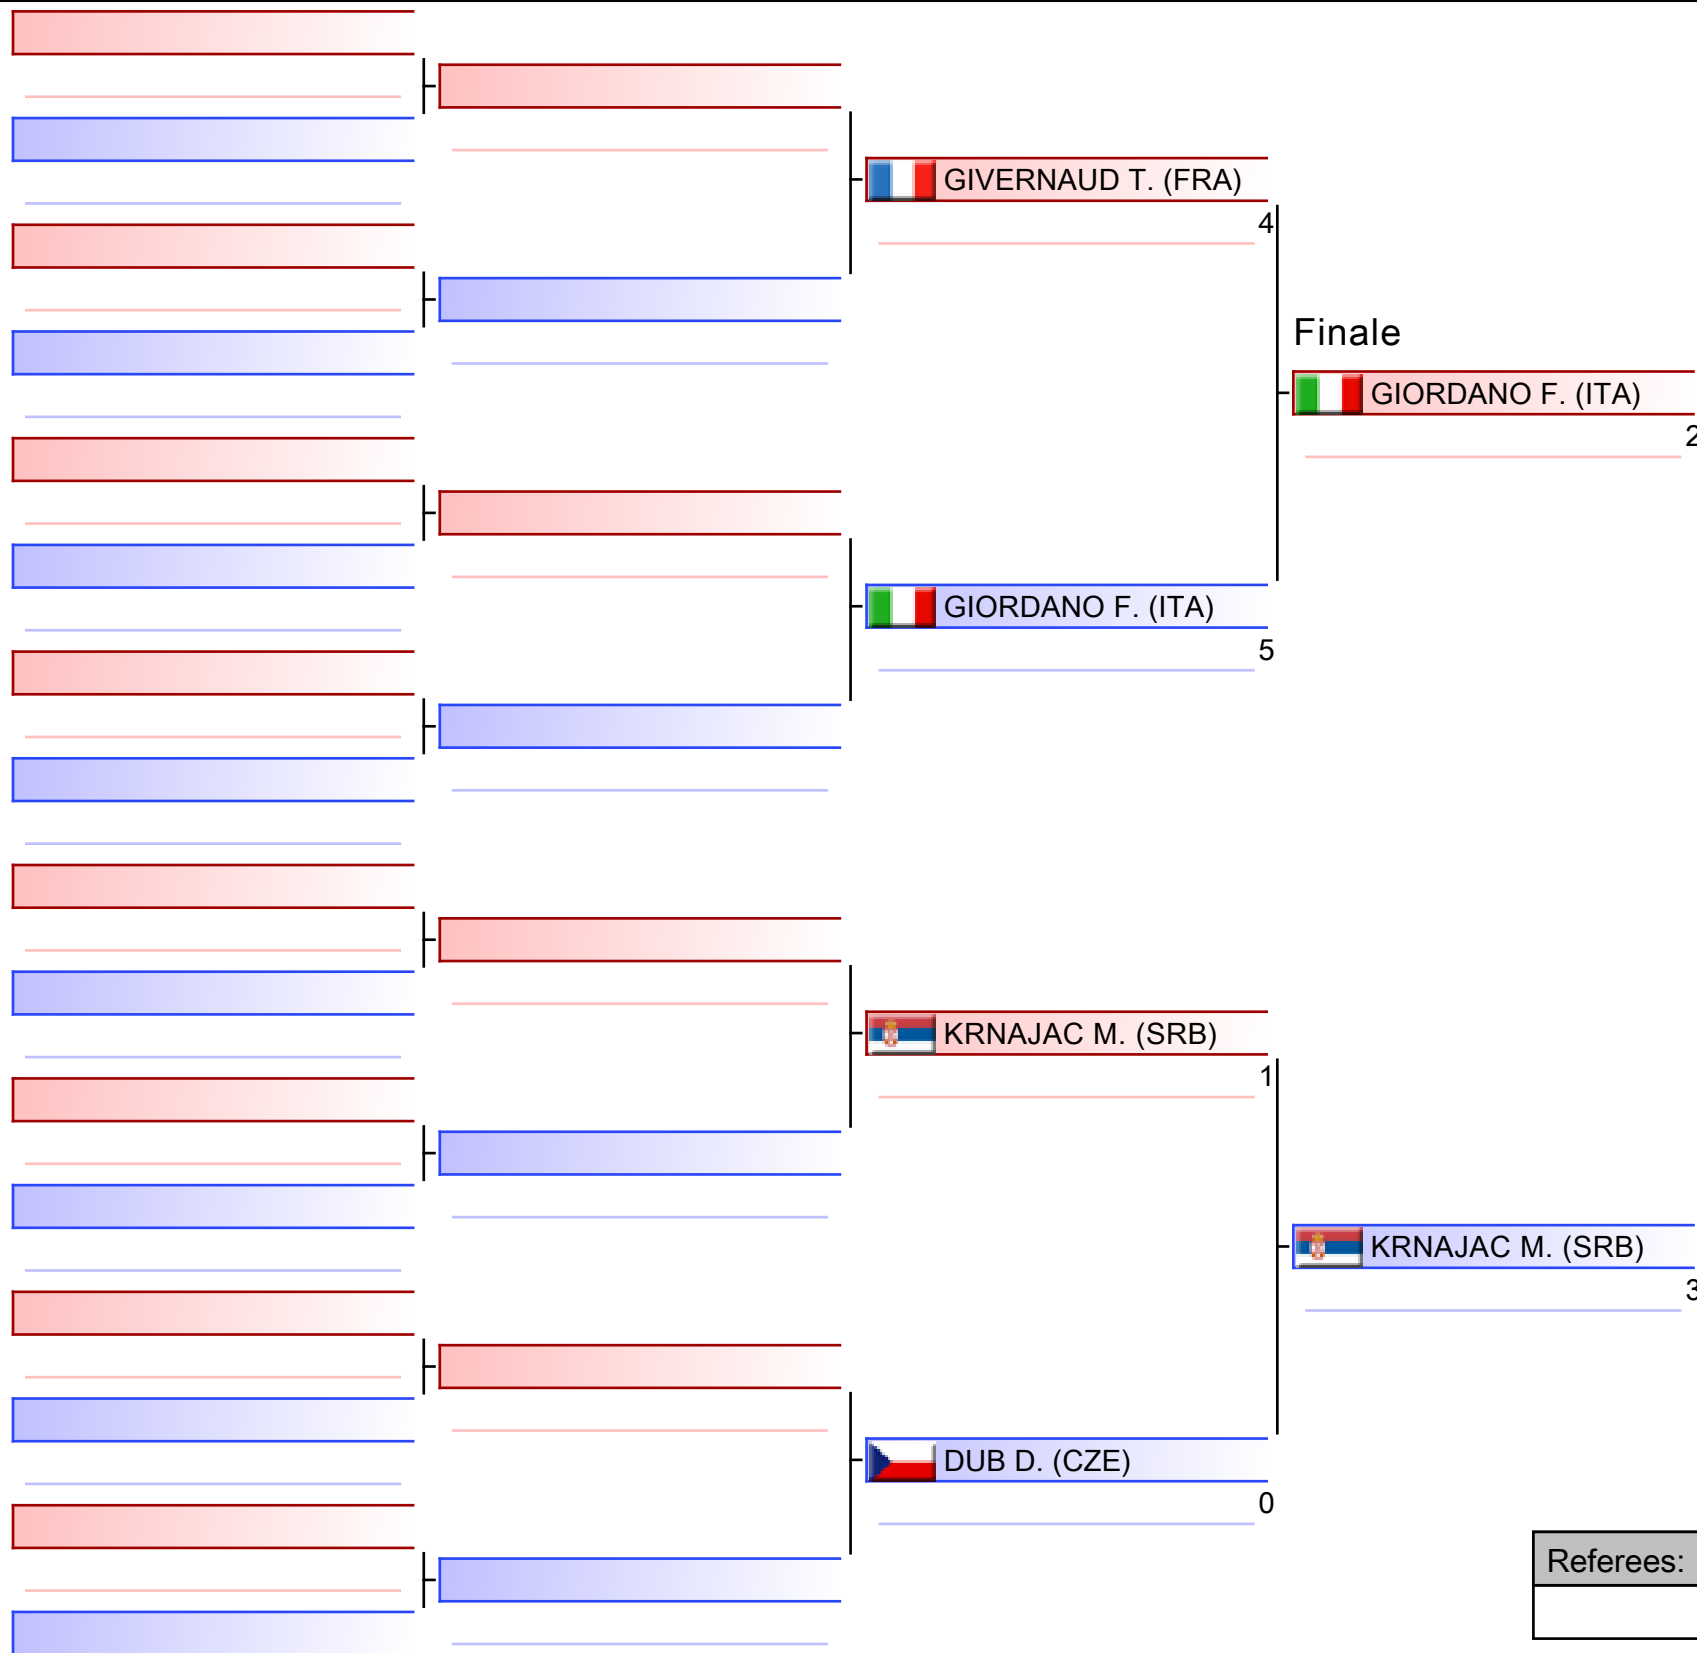 GIVERNAUD T. (FRA)
4
Finale
GIORDANO F. (ITA)
2
GIORDANO F. (ITA)
5
KRNAJAC M. (SRB)
1
KRNAJAC M. (SRB)
3
DUB D. (CZE)
0
Referees: